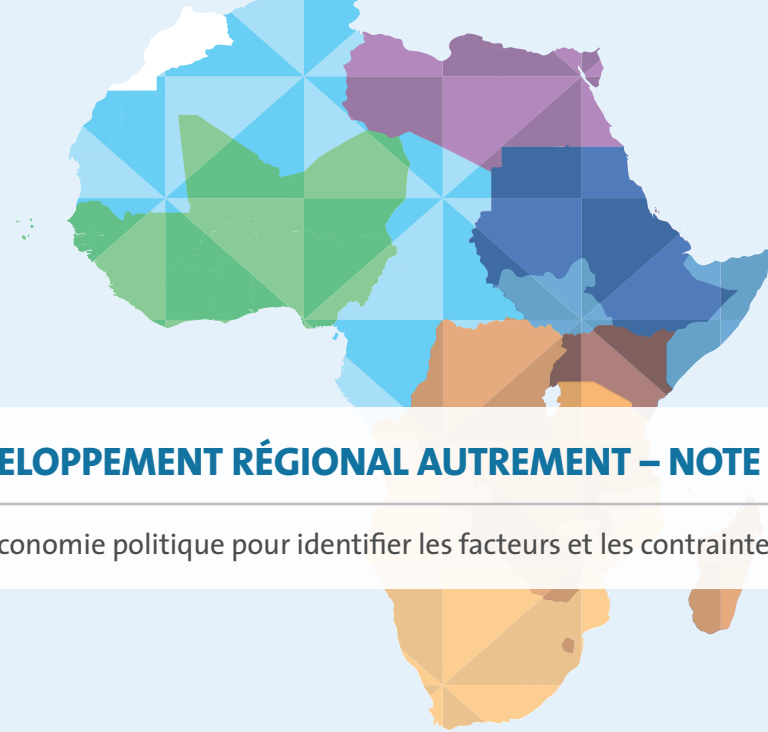 ELOPPEMENT RÉGIONAL AUTREMENT – NOTE
conomie politique pour identifier les facteurs et les contrainte